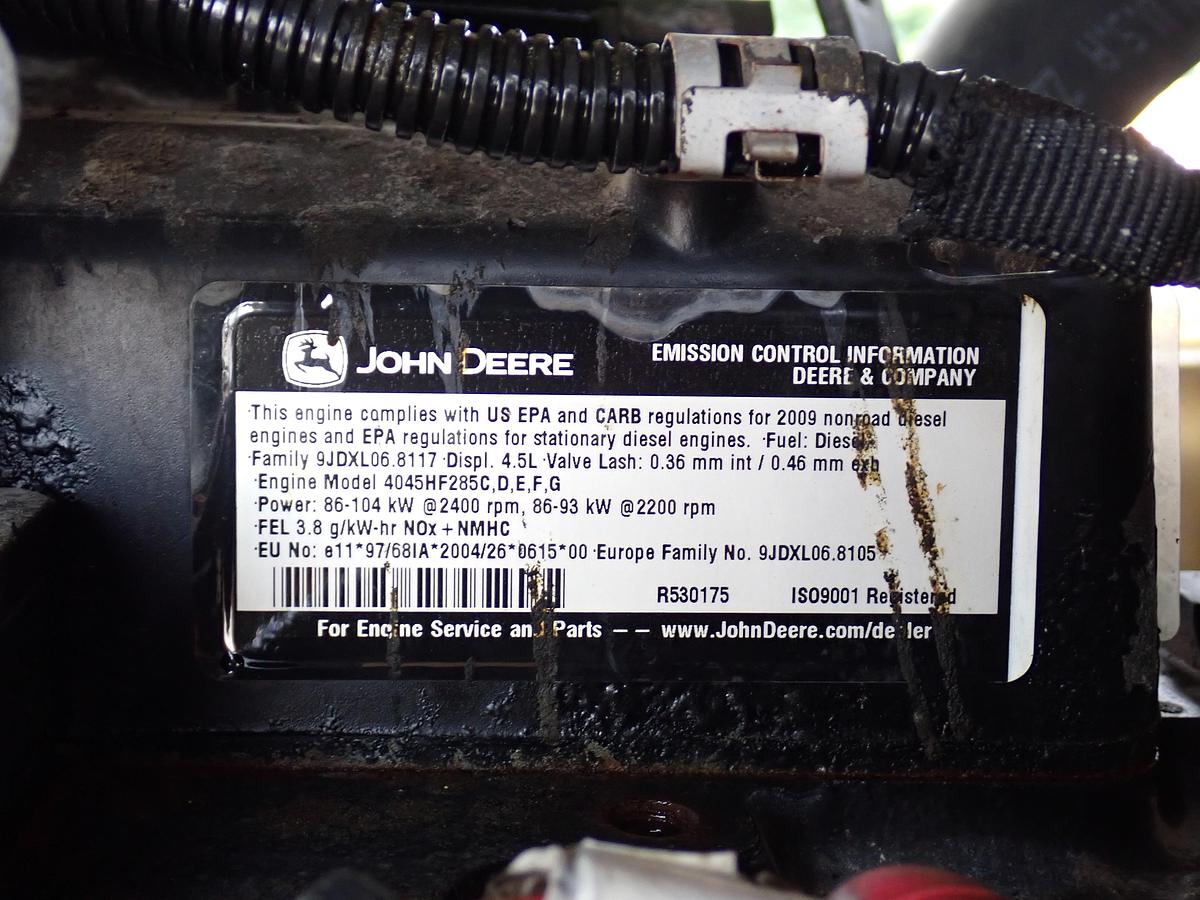 JOHN DEERE
EMISSION CONTROL INFORMATION
DEERE & COMPANY
·This engine complies with US EPA and CARB regulations for 2009 nonroad diesel
engines and EPA regulations for stationary diesel engines. ·Fuel: Diesel
·Family 9JDXL06.8117 ·Displ. 4.5L ·Valve Lash: 0.36 mm int / 0.46 mm exh
·Engine Model 4045HF285C,D,E,F,G
·Power: 86-104 kW @2400 rpm, 86-93 kW @2200 rpm
·FEL 3.8 g/kW-hr NOx + NMHC
·EU No: e11*97/68IA*2004/26*0615*00 ·Europe Family No. 9JDXL06.8105
R530175 ISO9001 Registered
For Engine Service and Parts – – www.JohnDeere.com/dealer